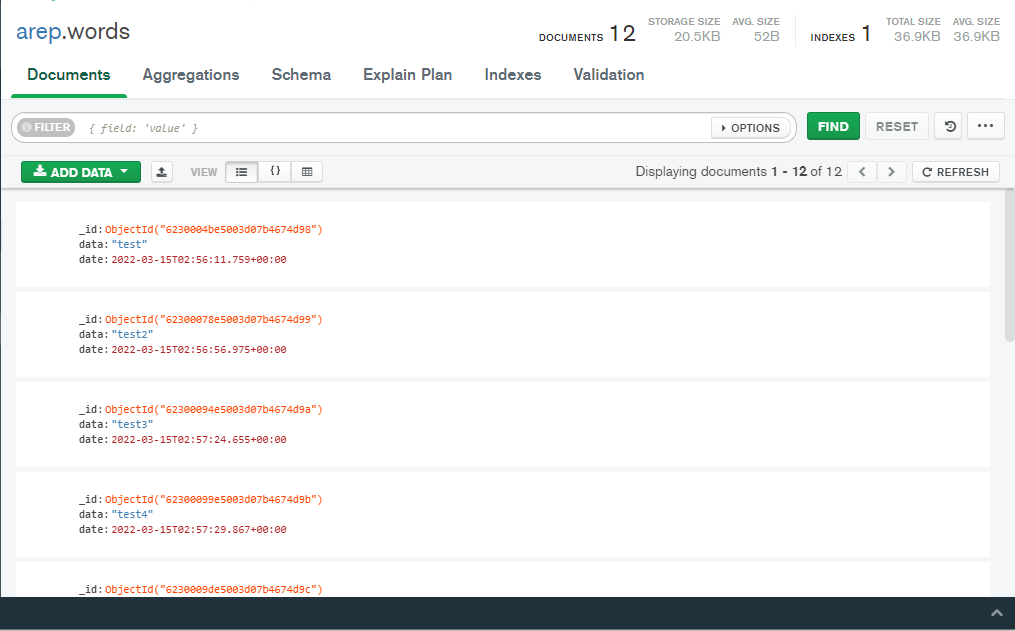 arep.words
DOCUMENTS 12
STORAGE SIZE
20.5KB
AVG. SIZE
52B
INDEXES 1
TOTAL SIZE
36.9KB
AVG. SIZE
36.9KB
Documents Aggregations Schema Explain Plan Indexes Validation
FILTER { field: 'value' } OPTIONS FIND RESET ...
ADD DATA VIEW {} Displaying documents 1 - 12 of 12 < > REFRESH
_id: ObjectId("6230004be5003d07b4674d98")
data: "test"
date: 2022-03-15T02:56:11.759+00:00
_id: ObjectId("62300078e5003d07b4674d99")
data: "test2"
date: 2022-03-15T02:56:56.975+00:00
_id: ObjectId("62300094e5003d07b4674d9a")
data: "test3"
date: 2022-03-15T02:57:24.655+00:00
_id: ObjectId("62300099e5003d07b4674d9b")
data: "test4"
date: 2022-03-15T02:57:29.867+00:00
_id: ObjectId("6230009de5003d07b4674d9c")